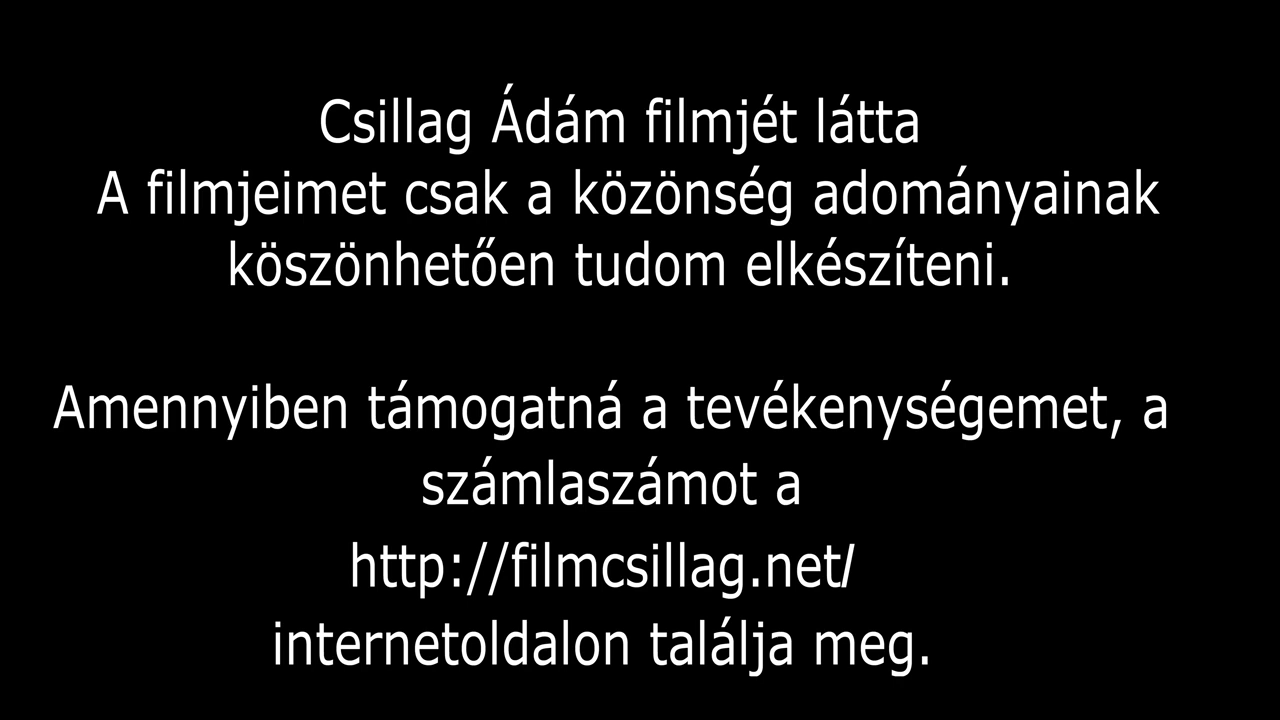 Csillag Ádám filmjét látta
A filmjeimet csak a közönség adományainak
köszönhetően tudom elkészíteni.
Amennyiben támogatná a tevékenységemet, a
számlaszámot a
http://filmcsillag.net/
internetoldalon találja meg.